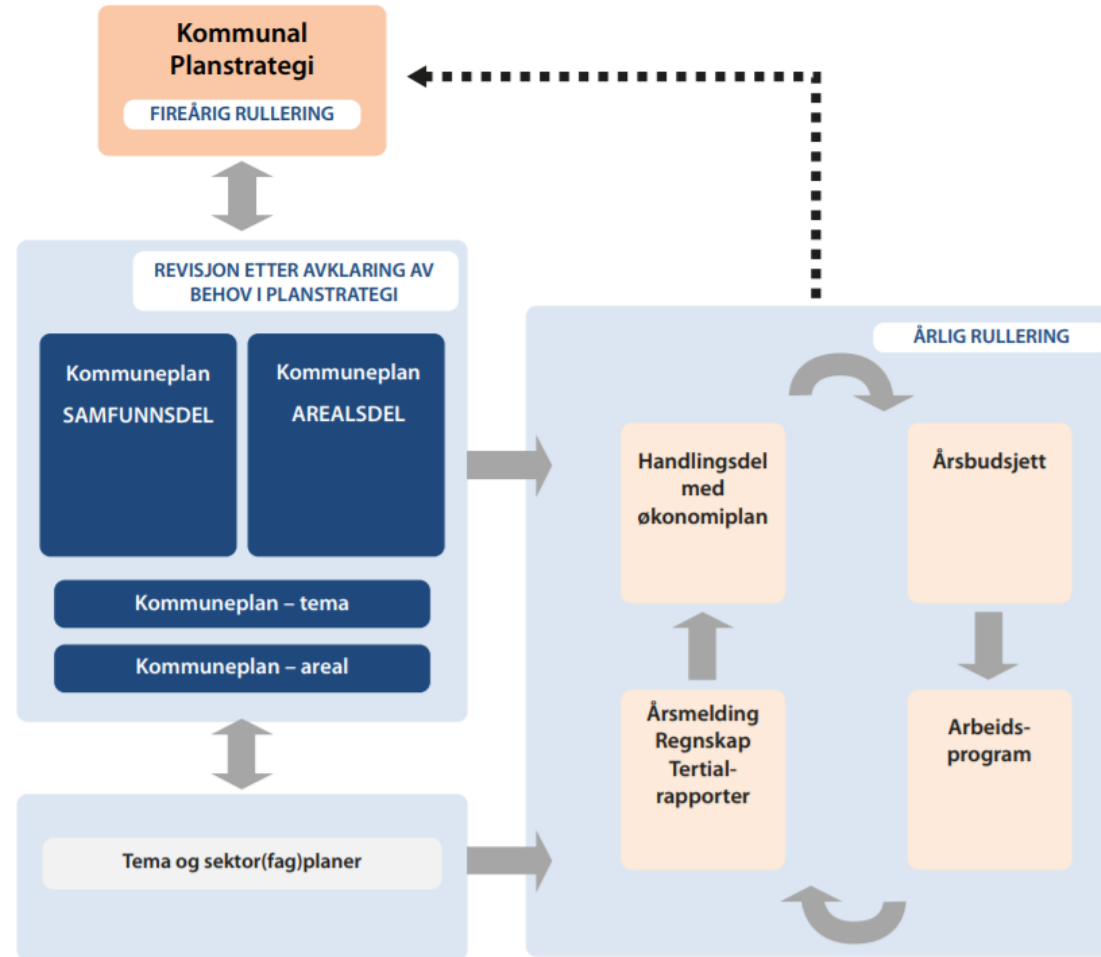 Kommunal
Planstrategi
FIREÅRIG RULLERING
REVISJON ETTER AVKLARING AV
BEHOV I PLANSTRATEGI
Kommuneplan
SAMFUNNSDEL
Kommuneplan
AREALSDEL
Kommuneplan – tema
Kommuneplan – areal
Tema og sektor(fag)planer
ÅRLIG RULLERING
Handlingsdel
med
økonomiplan
Årsbudsjett
Årsmelding
Regnskap
Tertial-
rapporter
Arbeids-
program